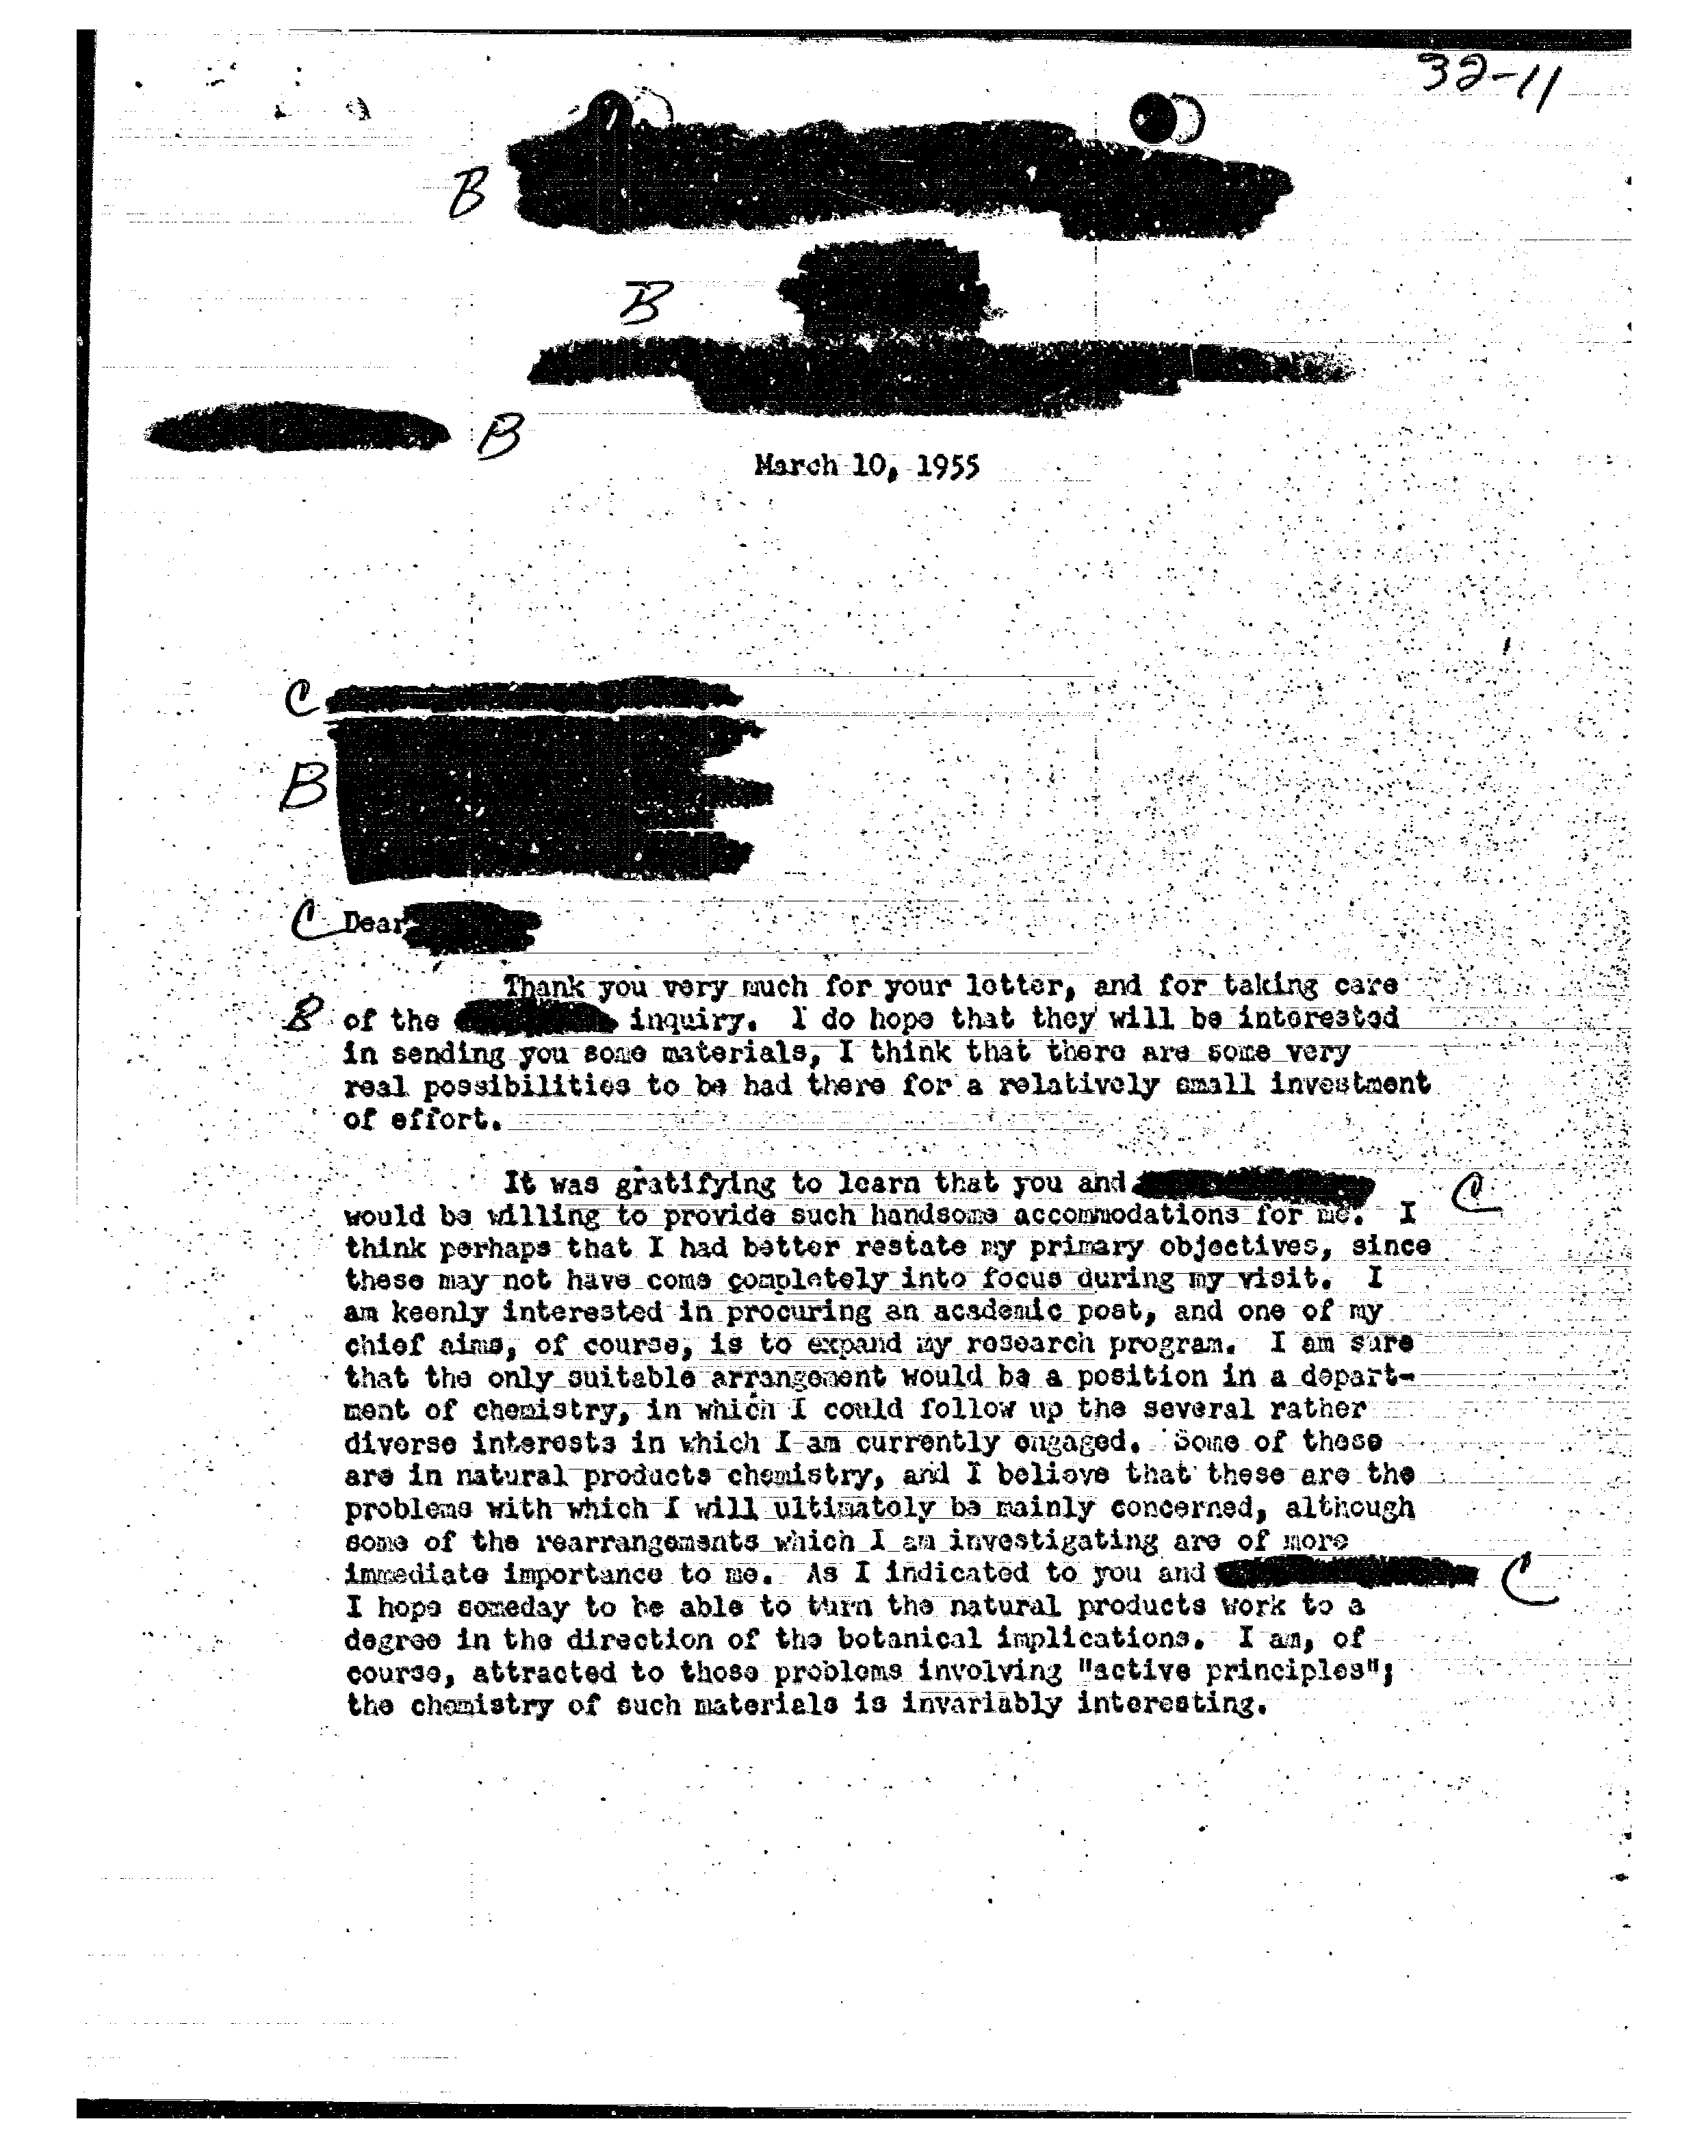 32-11
B
B
B
March 10, 1955
C
B
C Dear
Thank you very much for your letter, and for taking care
B of the inquiry. I do hope that they will be interested
in sending you some materials, I think that there are some very
real possibilities to be had there for a relatively small investment
of effort.
It was gratifying to learn that you and C
would be willing to provide such handsome accommodations for me. I
think perhaps that I had better restate my primary objectives, since
these may not have come completely into focus during my visit. I
am keenly interested in procuring an academic post, and one of my
chief aims, of course, is to expand my research program. I am sure
that the only suitable arrangement would be a position in a depart-
ment of chemistry, in which I could follow up the several rather
diverse interests in which I am currently engaged. Some of these
are in natural products chemistry, and I believe that these are the
problems with which I will ultimately be mainly concerned, although
some of the rearrangements which I am investigating are of more
immediate importance to me. As I indicated to you and C
I hope someday to be able to turn the natural products work to a
degree in the direction of the botanical implications. I am, of
course, attracted to those problems involving "active principles";
the chemistry of such materials is invariably interesting.